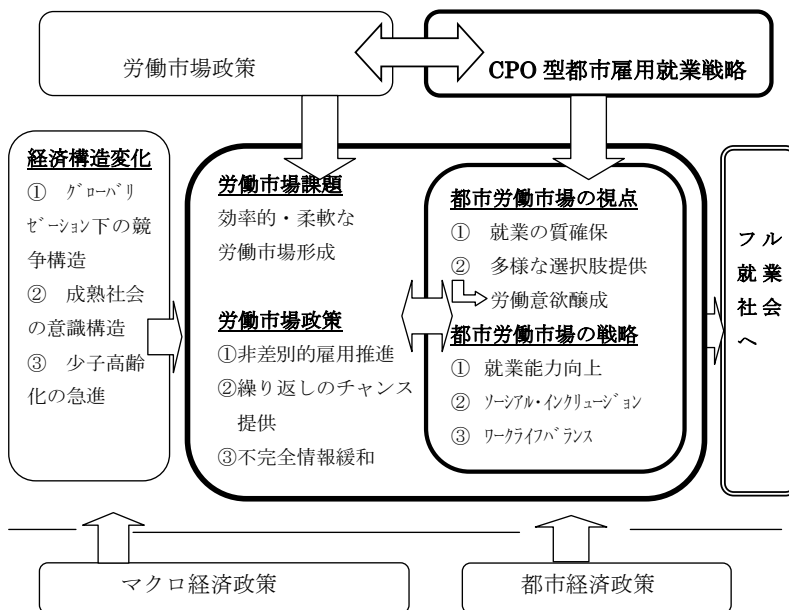 労働市場政策
CPO 型都市雇用就業戦略
経済構造変化
① グローバリ
ゼーション下の競
争構造
② 成熟社会
の意識構造
③ 少子高齢
化の急進
労働市場課題
効率的・柔軟な
労働市場形成
労働市場政策
①非差別的雇用推進
②繰り返しのチャンス
提供
③不完全情報緩和
都市労働市場の視点
① 就業の質確保
② 多様な選択肢提供
労働意欲醸成
都市労働市場の戦略
① 就業能力向上
② ソーシアル・インクリュージョン
③ ワークライフバランス
フル
就業
社会
へ
マクロ経済政策
都市経済政策